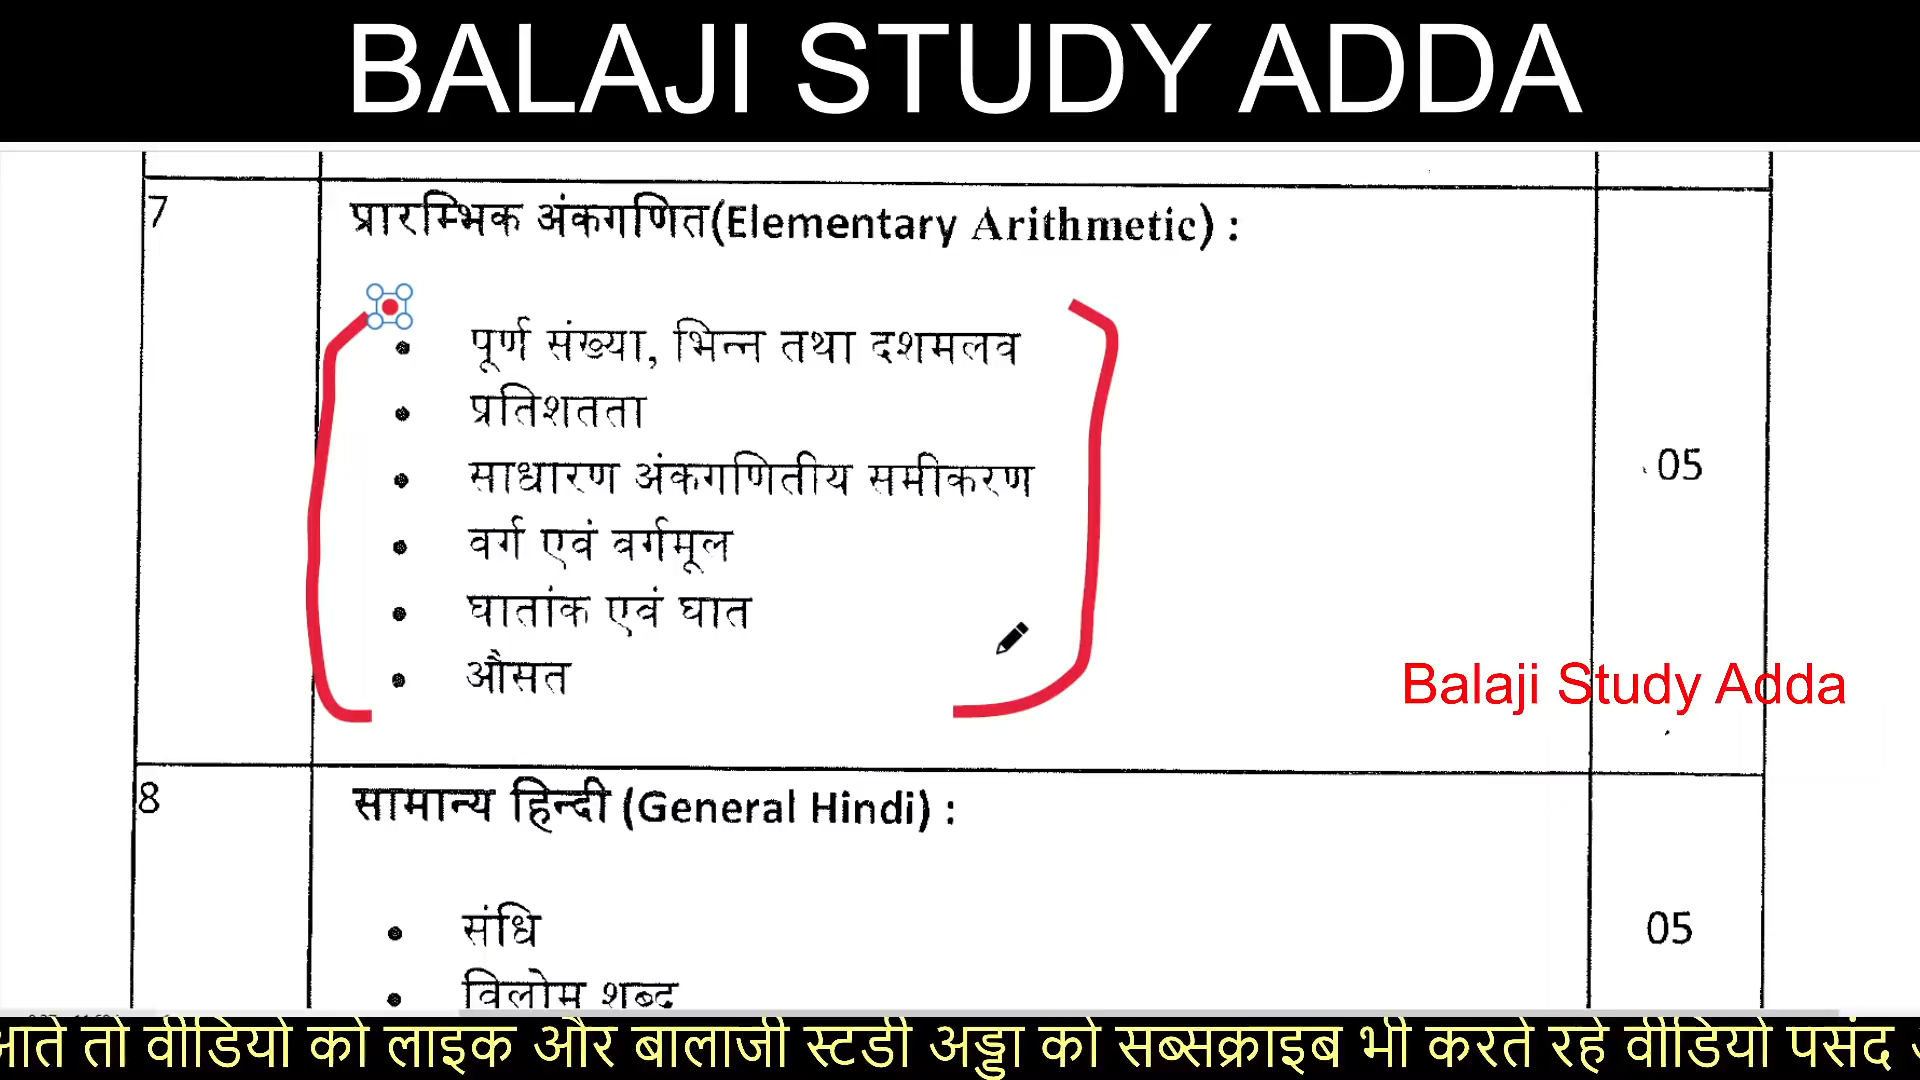 BALAJI STUDY ADDA
7
प्रारम्भिक अंकगणित(Elementary Arithmetic) :
• पूर्ण संख्या, भिन्न तथा दशमलव
• प्रतिशतता
• साधारण अंकगणितीय समीकरण
05
• वर्ग एवं वर्गमूल
• घातांक एवं घात
• औसत
Balaji Study Adda
8
सामान्य हिन्दी (General Hindi) :
• संधि
05
• विलोम शब्द
आते तो वीडियो को लाइक और बालाजी स्टडी अड्डा को सब्सक्राइब भी करते रहे वीडियो पसंद